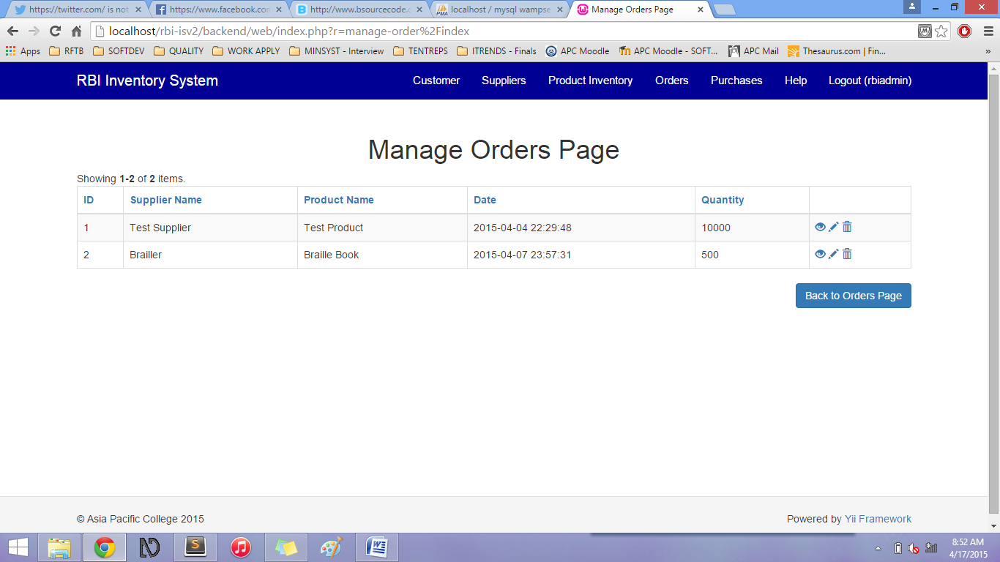 https://twitter.com/ is not
https://www.facebook.con
http://www.bsourcecode.c
localhost / mysql wampse
Manage Orders Page
localhost/rbi-isv2/backend/web/index.php?r=manage-order%2Findex
Apps RFTB SOFTDEV QUALITY WORK APPLY MINSYST - Interview TENTREPS ITRENDS - Finals APC Moodle APC Moodle - SOFT... APC Mail Thesaurus.com | Fin... »
RBI Inventory System
Customer Suppliers Product Inventory Orders Purchases Help Logout (rbiadmin)
Manage Orders Page
Showing 1-2 of 2 items.
ID Supplier Name Product Name Date Quantity
1 Test Supplier Test Product 2015-04-04 22:29:48 10000
2 Brailler Braille Book 2015-04-07 23:57:31 500
Back to Orders Page
© Asia Pacific College 2015
Powered by Yii Framework
8:52 AM
4/17/2015